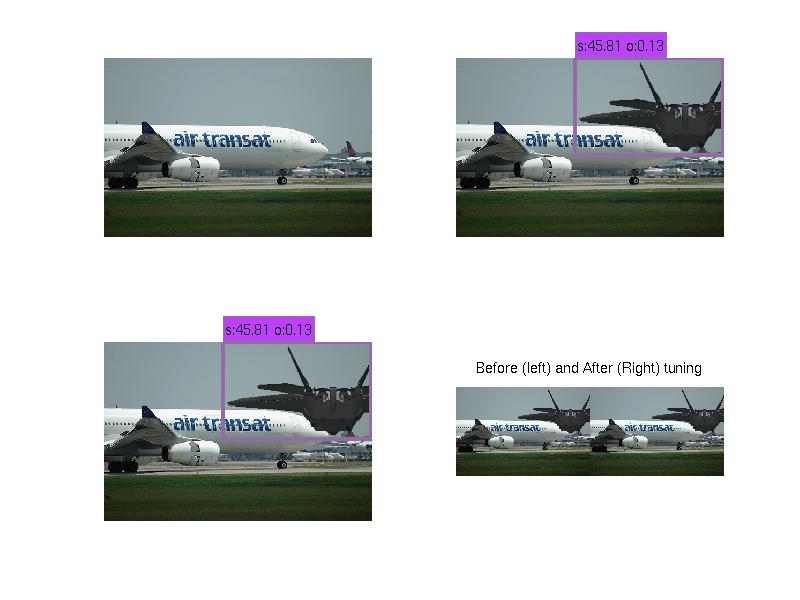 s:45.81 o:0.13
air transat
air transat
s:45.81 o:0.13
air transat
Before (left) and After (Right) tuning
air transat
air transat